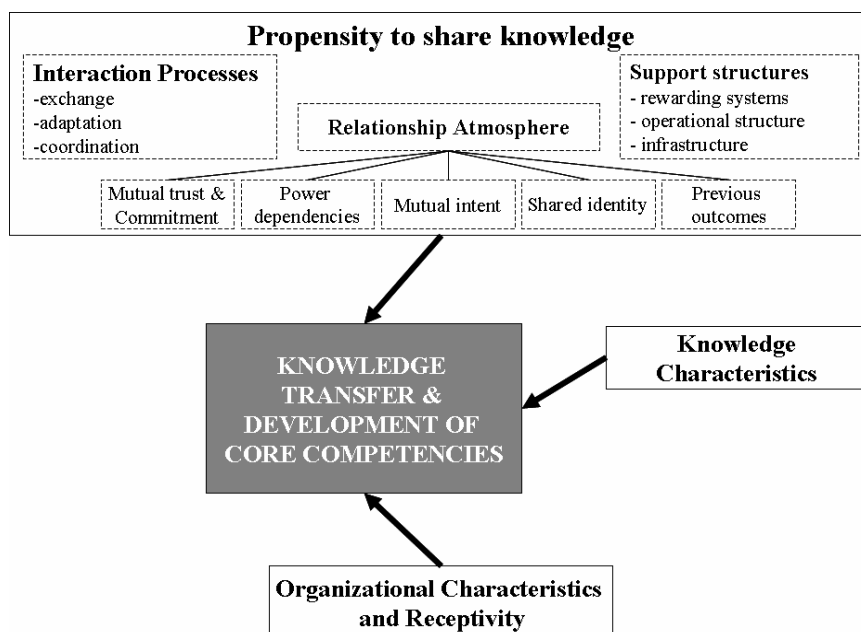 Propensity to share knowledge
Interaction Processes
-exchange
-adaptation
-coordination
Support structures
- rewarding systems
- operational structure
- infrastructure
Relationship Atmosphere
Mutual trust &
Commitment
Power
dependencies
Mutual intent
Shared identity
Previous
outcomes
KNOWLEDGE
TRANSFER &
DEVELOPMENT OF
CORE COMPETENCIES
Knowledge
Characteristics
Organizational Characteristics
and Receptivity